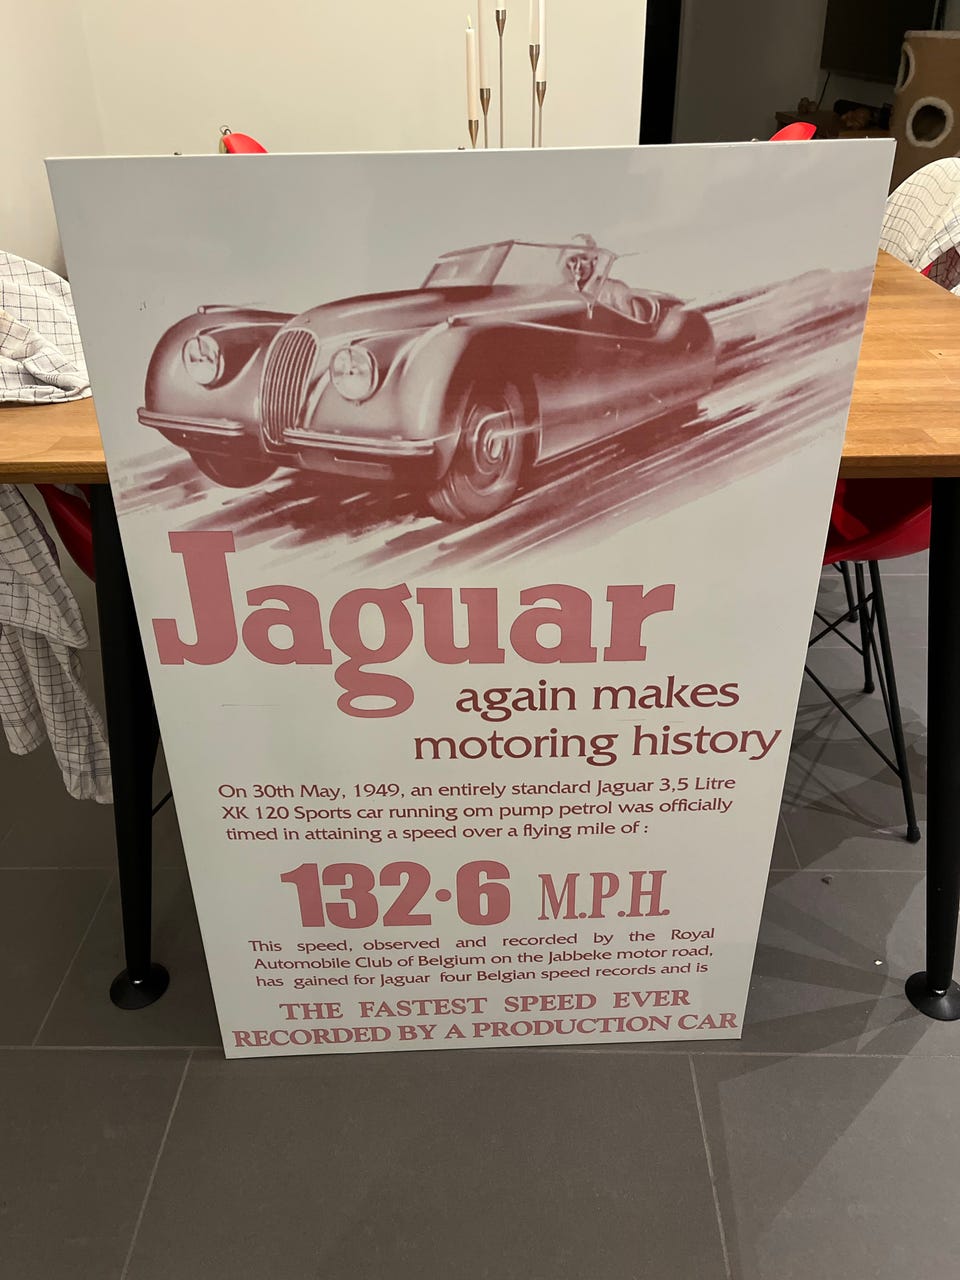 Jaguar
again makes
motoring history
On 30th May, 1949, an entirely standard Jaguar 3,5 Litre
XK 120 Sports car running om pump petrol was officially
timed in attaining a speed over a flying mile of :
132·6 M.P.H.
This speed, observed and recorded by the Royal
Automobile Club of Belgium on the Jabbeke motor road,
has gained for Jaguar four Belgian speed records and is
THE FASTEST SPEED EVER
RECORDED BY A PRODUCTION CAR